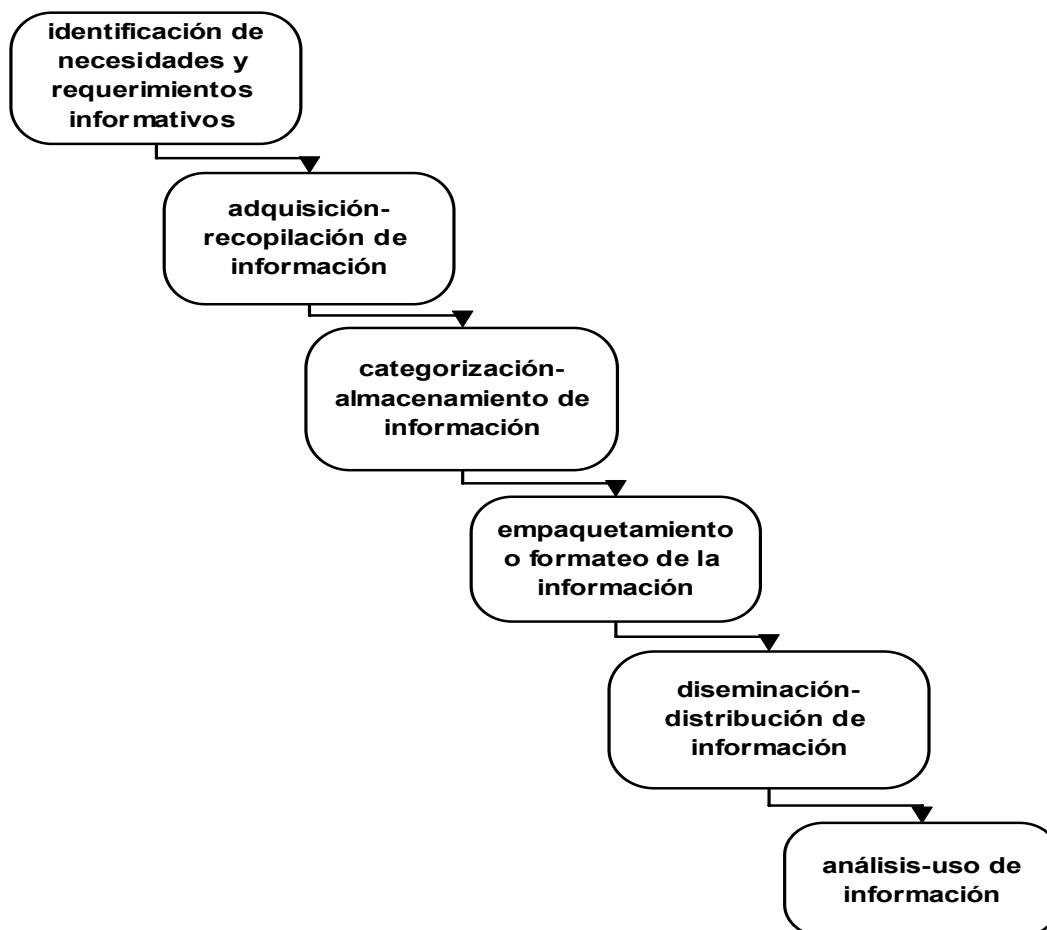 identificación de
necesidades y
requerimientos
informativos
adquisición-
recopilación de
información
categorización-
almacenamiento de
información
empaquetamiento
o formateo de la
información
diseminación-
distribución de
información
análisis-uso de
información